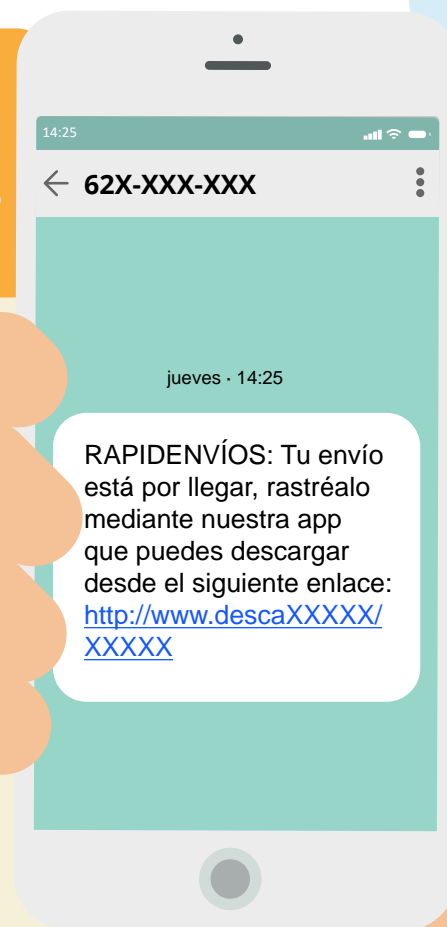 14:25
62X-XXX-XXX
jueves · 14:25
RAPIDENVÍOS: Tu envío
está por llegar, rastréalo
mediante nuestra app
que puedes descargar
desde el siguiente enlace:
http://www.descaXXXXX/
XXXXX